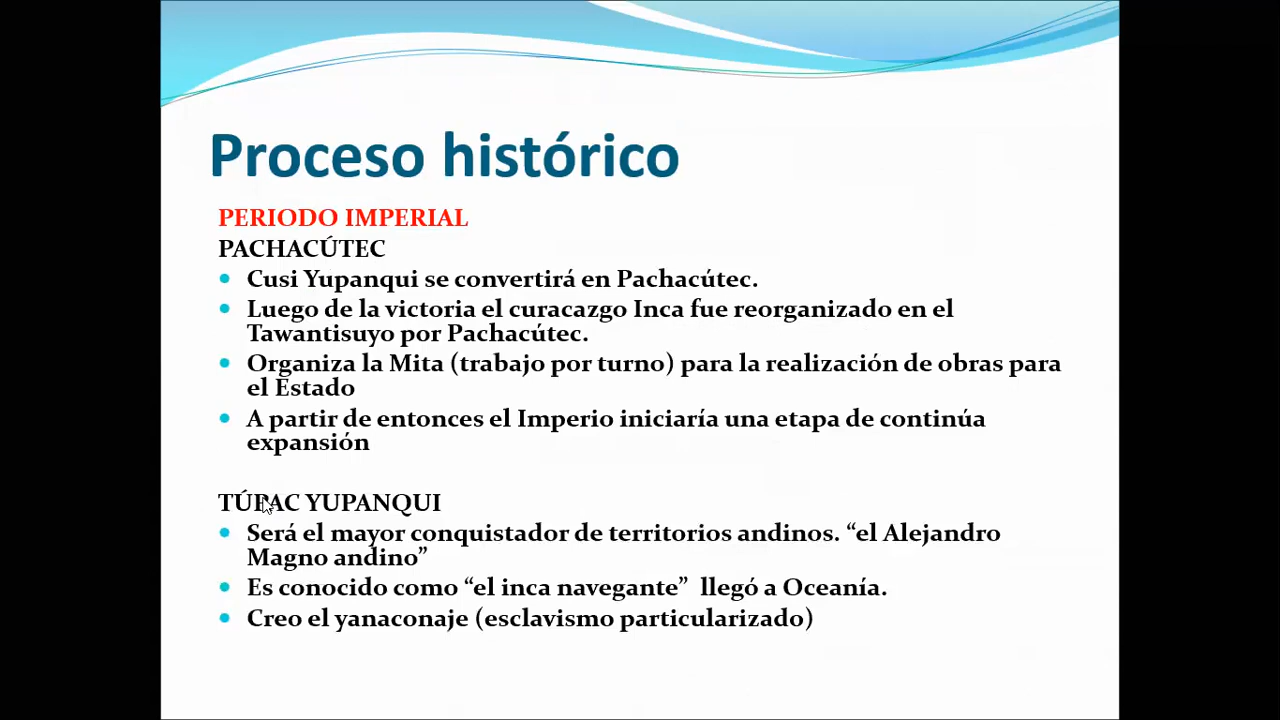 Proceso histórico
PERIODO IMPERIAL
PACHACÚTEC
• Cusi Yupanqui se convertirá en Pachacútec.
• Luego de la victoria el curacazgo Inca fue reorganizado en el
Tawantisuyo por Pachacútec.
• Organiza la Mita (trabajo por turno) para la realización de obras para
el Estado
• A partir de entonces el Imperio iniciaría una etapa de continúa
expansión
TÚPAC YUPANQUI
• Será el mayor conquistador de territorios andinos. “el Alejandro
Magno andino”
• Es conocido como “el inca navegante”  llegó a Oceanía.
• Creo el yanaconaje (esclavismo particularizado)